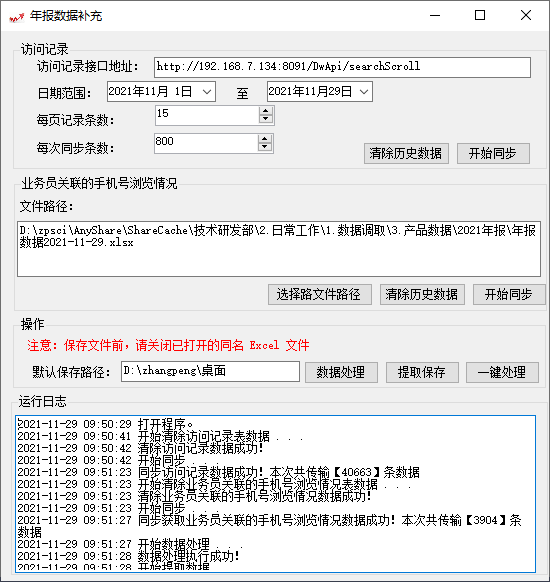 年报数据补充
访问记录
访问记录接口地址： http://192.168.7.134:8091/DwApi/searchScroll
日期范围： 2021年11月 1日 至 2021年11月29日
每页记录条数： 15
每次同步条数： 800
清除历史数据 开始同步
业务员关联的手机号浏览情况
文件路径：
D:\zpsci\AnyShare\ShareCache\技术研发部\2.日常工作\1.数据调取\3.产品数据\2021年报\年报
数据2021-11-29.xlsx
选择路文件路径 清除历史数据 开始同步
操作
注意：保存文件前，请关闭已打开的同名 Excel 文件
默认保存路径： D:\zhangpeng\桌面 数据处理 提取保存 一键处理
运行日志
2021-11-29 09:50:29 打开程序。
2021-11-29 09:50:41 开始清除访问记录表数据 . . .
2021-11-29 09:50:42 清除访问记录数据成功！
2021-11-29 09:50:42 开始同步 . . .
2021-11-29 09:51:23 同步访问记录数据成功！本次共传输【40663】条数据
2021-11-29 09:51:23 开始清除业务员关联的手机号浏览情况表数据 . . .
2021-11-29 09:51:23 清除业务员关联的手机号浏览情况数据成功！
2021-11-29 09:51:23 开始同步 . . .
2021-11-29 09:51:27 同步获取业务员关联的手机号浏览情况数据成功！本次共传输【3904】条
数据
2021-11-29 09:51:27 开始数据处理 . . .
2021-11-29 09:51:28 数据处理执行成功！
2021-11-29 09:51:28 开始提取数据